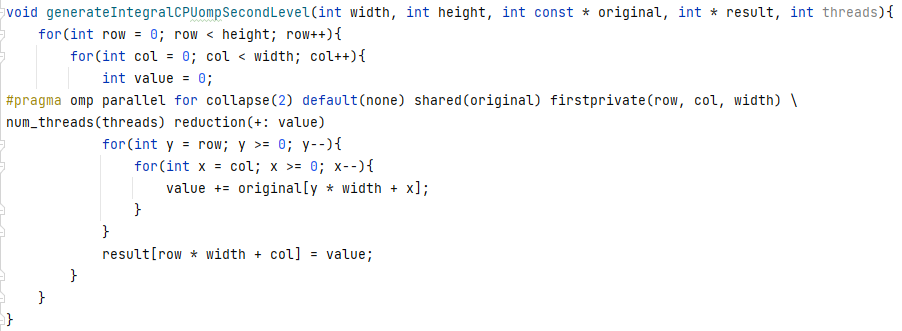 void generateIntegralCPUompSecondLevel(int width, int height, int const * original, int * result, int threads){
    for(int row = 0; row < height; row++){
        for(int col = 0; col < width; col++){
            int value = 0;
#pragma omp parallel for collapse(2) default(none) shared(original) firstprivate(row, col, width) \
num_threads(threads) reduction(+: value)
            for(int y = row; y >= 0; y--){
                for(int x = col; x >= 0; x--){
                    value += original[y * width + x];
                }
            }
            result[row * width + col] = value;
        }
    }
}